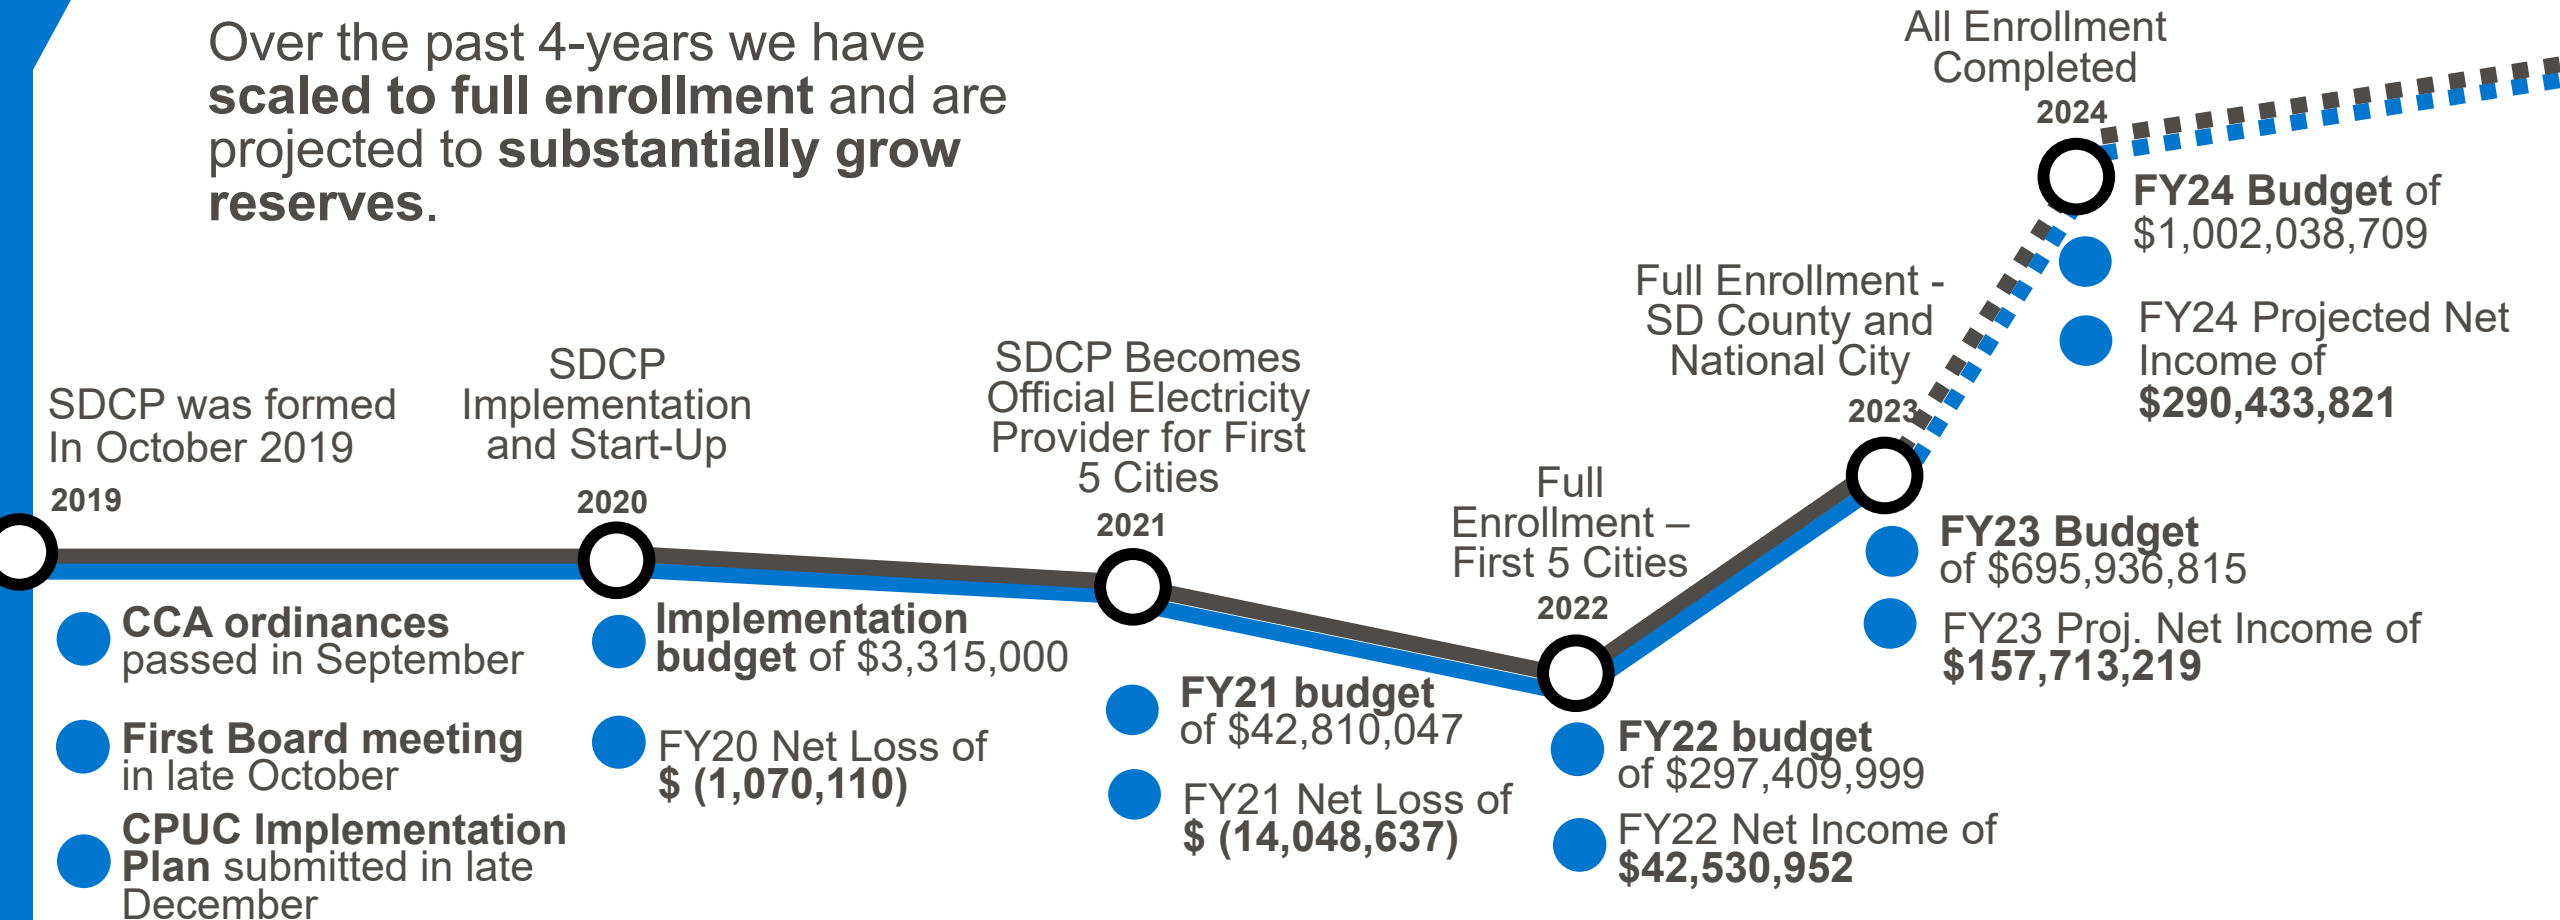 Over the past 4-years we have
scaled to full enrollment and are
projected to substantially grow
reserves.
SDCP was formed
In October 2019
2019
CCA ordinances
passed in September
First Board meeting
in late October
CPUC Implementation
Plan submitted in late
December
SDCP
Implementation
and Start-Up
2020
Implementation
budget of $3,315,000
FY20 Net Loss of
$ (1,070,110)
SDCP Becomes
Official Electricity
Provider for First
5 Cities
2021
FY21 budget
of $42,810,047
FY21 Net Loss of
$ (14,048,637)
Full
Enrollment –
First 5 Cities
2022
FY22 budget
of $297,409,999
FY22 Net Income of
$42,530,952
Full Enrollment -
SD County and
National City
2023
FY23 Budget
of $695,936,815
FY23 Proj. Net Income of
$157,713,219
All Enrollment
Completed
2024
FY24 Budget of
$1,002,038,709
FY24 Projected Net
Income of
$290,433,821